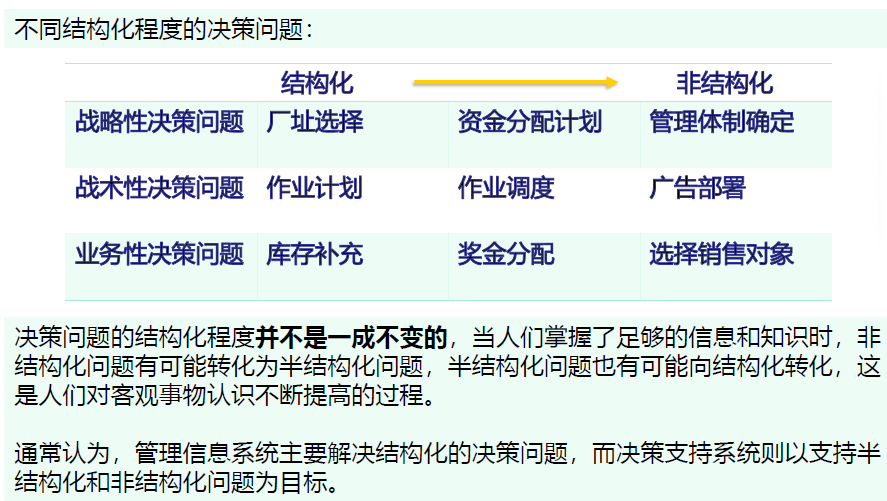 不同结构化程度的决策问题：
结构化 非结构化
战略性决策问题 厂址选择 资金分配计划 管理体制确定
战术性决策问题 作业计划 作业调度 广告部署
业务性决策问题 库存补充 奖金分配 选择销售对象
决策问题的结构化程度并不是一成不变的，当人们掌握了足够的信息和知识时，非
结构化问题有可能转化为半结构化问题，半结构化问题也有可能向结构化转化，这
是人们对客观事物认识不断提高的过程。
通常认为，管理信息系统主要解决结构化的决策问题，而决策支持系统则以支持半
结构化和非结构化问题为目标。